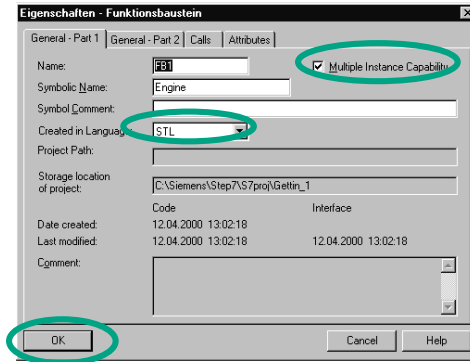 Eigenschaften - Funktionsbaustein
General - Part 1 General - Part 2 Calls Attributes
Name: FB1 Multiple Instance Capability
Symbolic Name: Engine
Symbol Comment:
Created in Language: STL
Project Path:
Storage location
of project: C:\Siemens\Step7\S7proj\Gettin_1
Code Interface
Date created: 12.04.2000 13:02:18
Last modified: 12.04.2000 13:02:18 12.04.2000 13:02:18
Comment:
OK Cancel Help